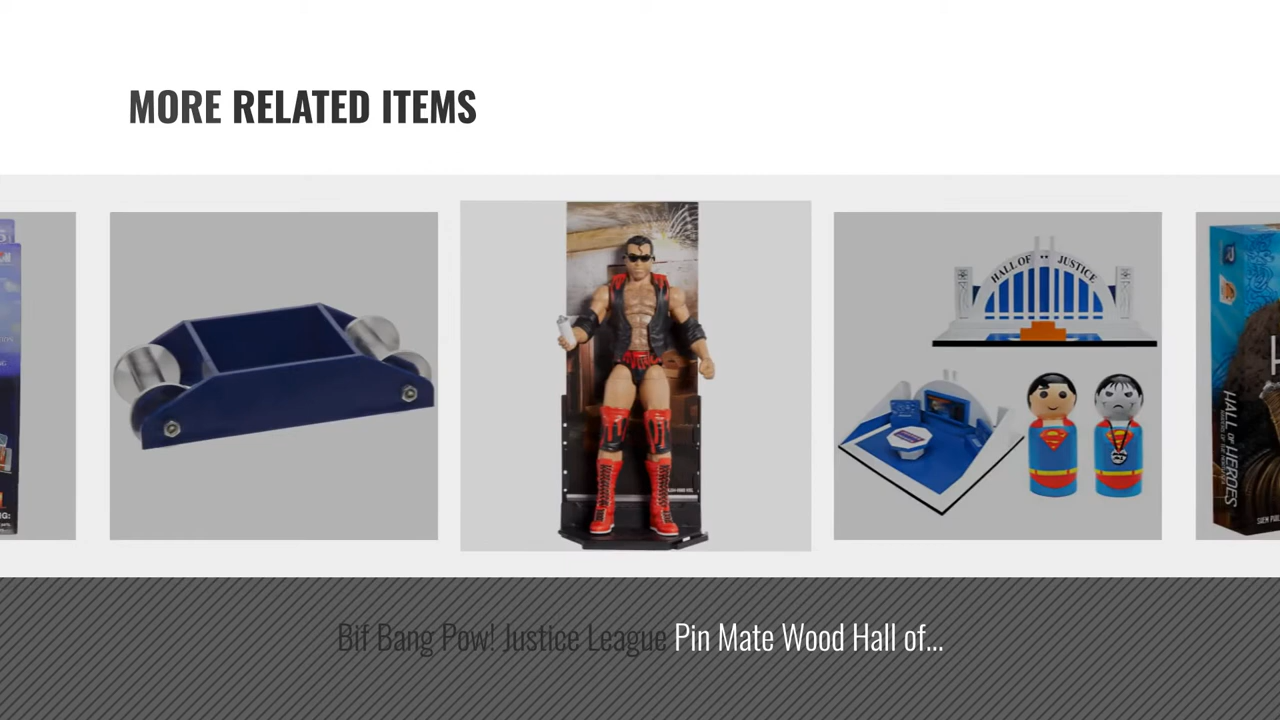 MORE RELATED ITEMS
HALL OF JUSTICE
HALL OF HEROES
Bif Bang Pow! Justice League Pin Mate Wood Hall of...